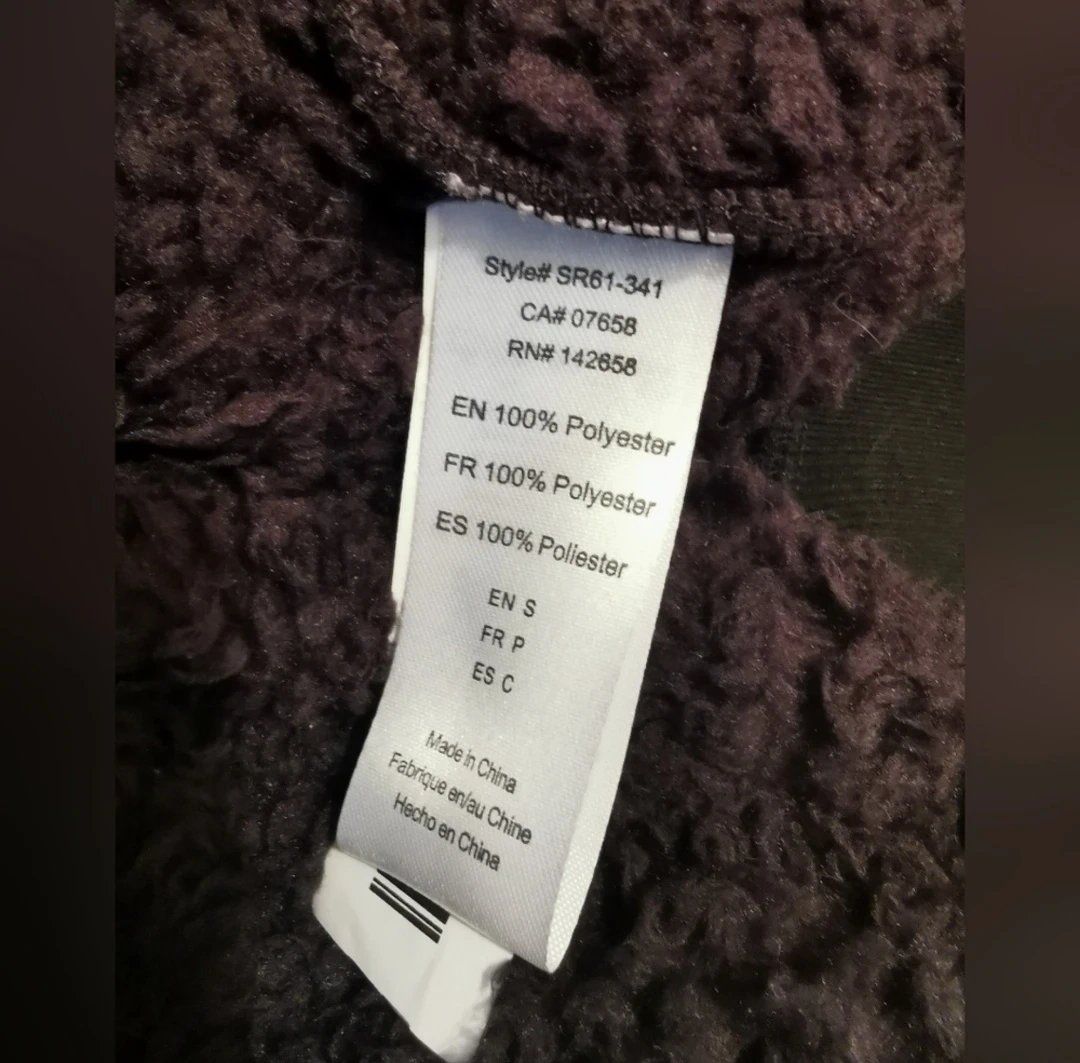 Style# SR61-341
CA# 07658
RN# 142658
EN 100% Polyester
FR 100% Polyester
ES 100% Poliester
EN S
FR P
ES C
Made in China
Fabrique en/au Chine
Hecho en China